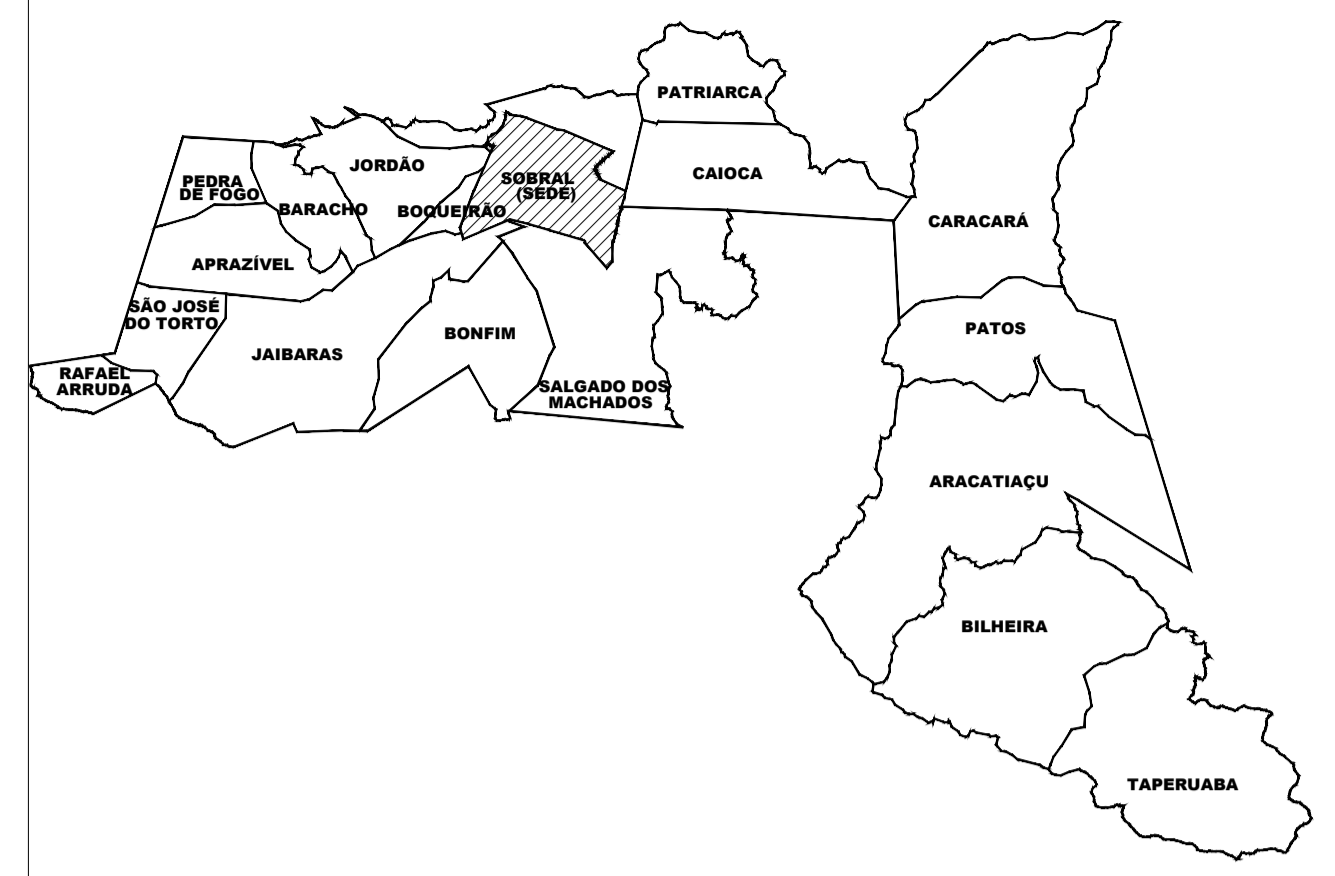 PATRIARCA
JORDÃO
CAIOCA
SOBRAL
(SEDE)
PEDRA
DE FOGO
BARACHO
BOQUEIRÃO
CARACARÁ
APRAZÍVEL
SÃO JOSÉ
DO TORTO
PATOS
BONFIM
JAIBARAS
RAFAEL
ARRUDA
SALGADO DOS
MACHADOS
ARACATIAÇU
BILHEIRA
TAPERUABA